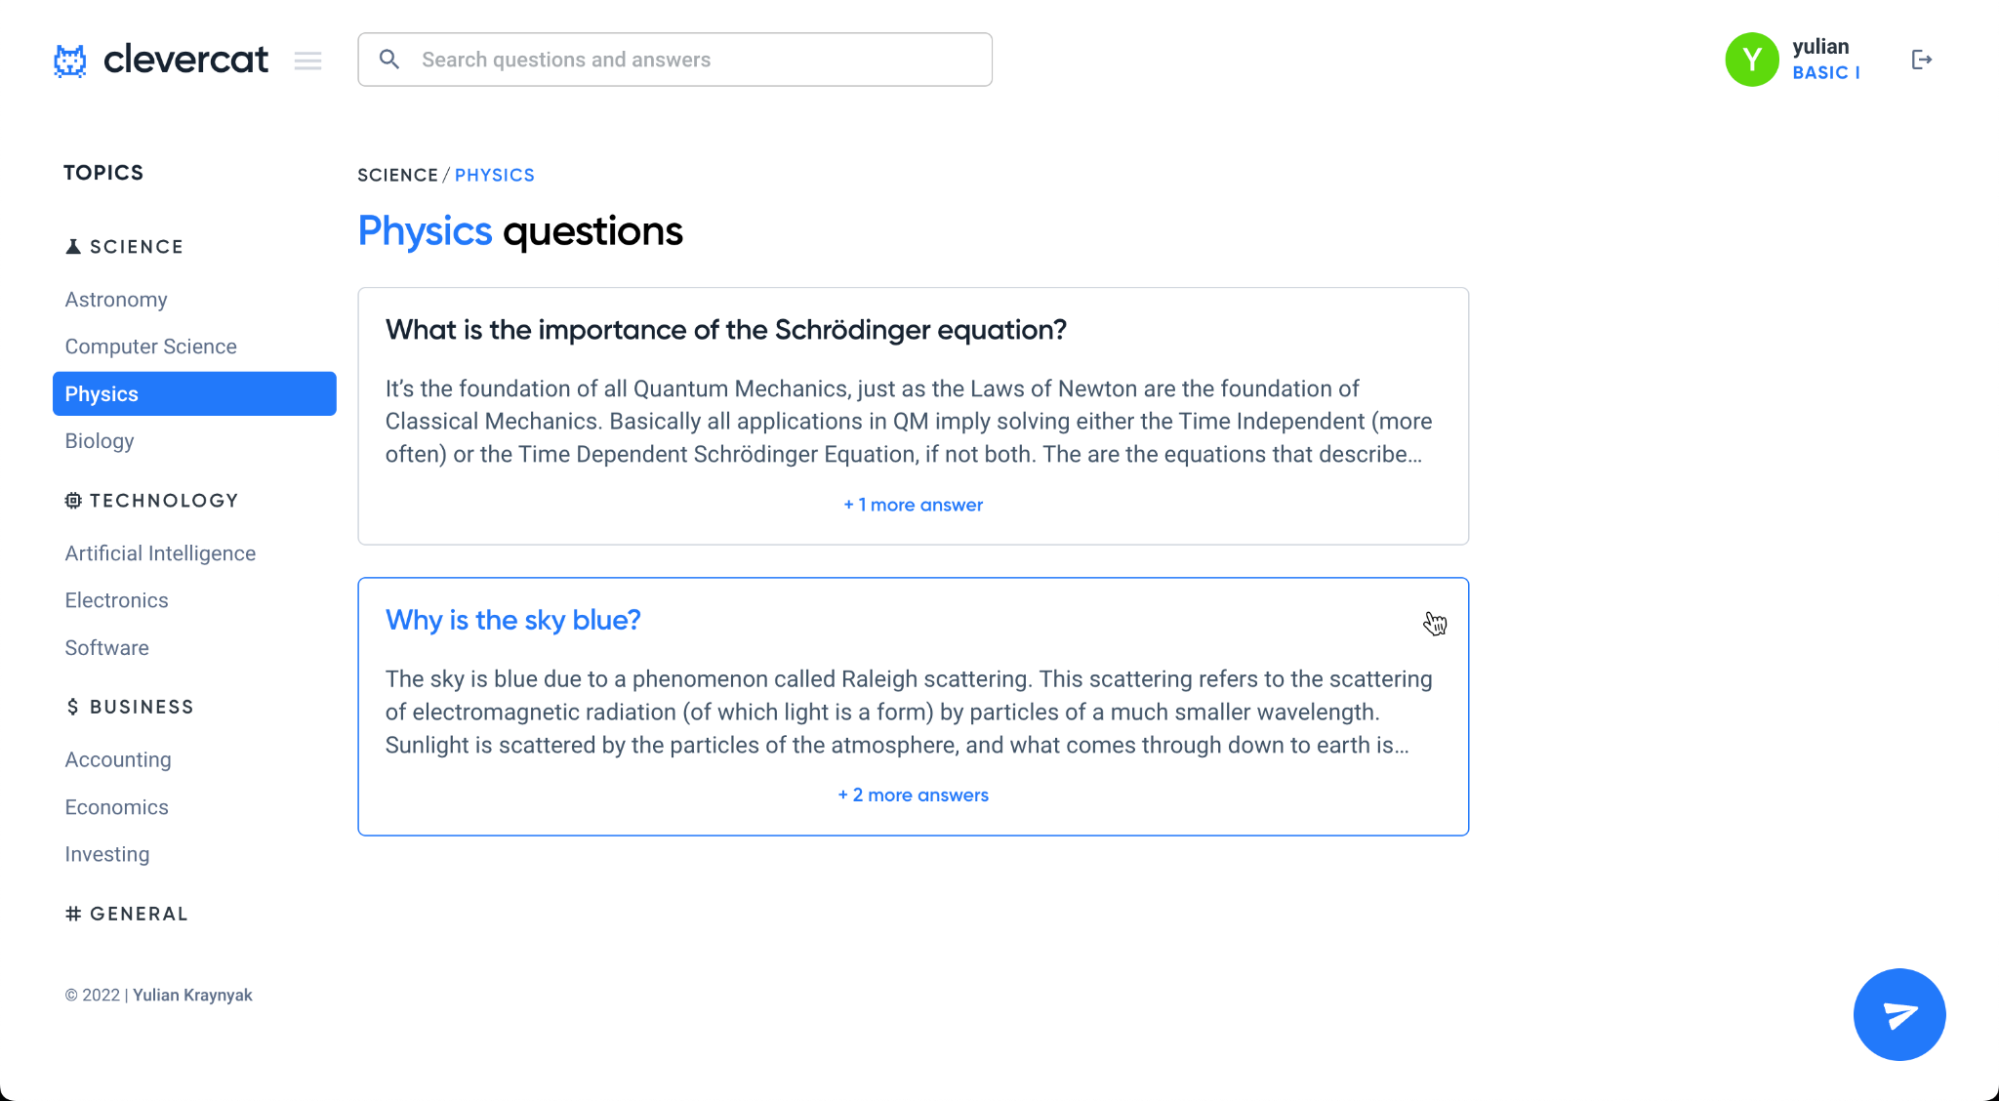 clevercat
Search questions and answers
Y
yulian
BASIC I
TOPICS
SCIENCE
Astronomy
Computer Science
Physics
Biology
TECHNOLOGY
Artificial Intelligence
Electronics
Software
$ BUSINESS
Accounting
Economics
Investing
# GENERAL
© 2022 | Yulian Kraynyak
SCIENCE / PHYSICS
Physics questions
What is the importance of the Schrödinger equation?
It’s the foundation of all Quantum Mechanics, just as the Laws of Newton are the foundation of
Classical Mechanics. Basically all applications in QM imply solving either the Time Independent (more
often) or the Time Dependent Schrödinger Equation, if not both. The are the equations that describe...
+ 1 more answer
Why is the sky blue?
The sky is blue due to a phenomenon called Raleigh scattering. This scattering refers to the scattering
of electromagnetic radiation (of which light is a form) by particles of a much smaller wavelength.
Sunlight is scattered by the particles of the atmosphere, and what comes through down to earth is...
+ 2 more answers